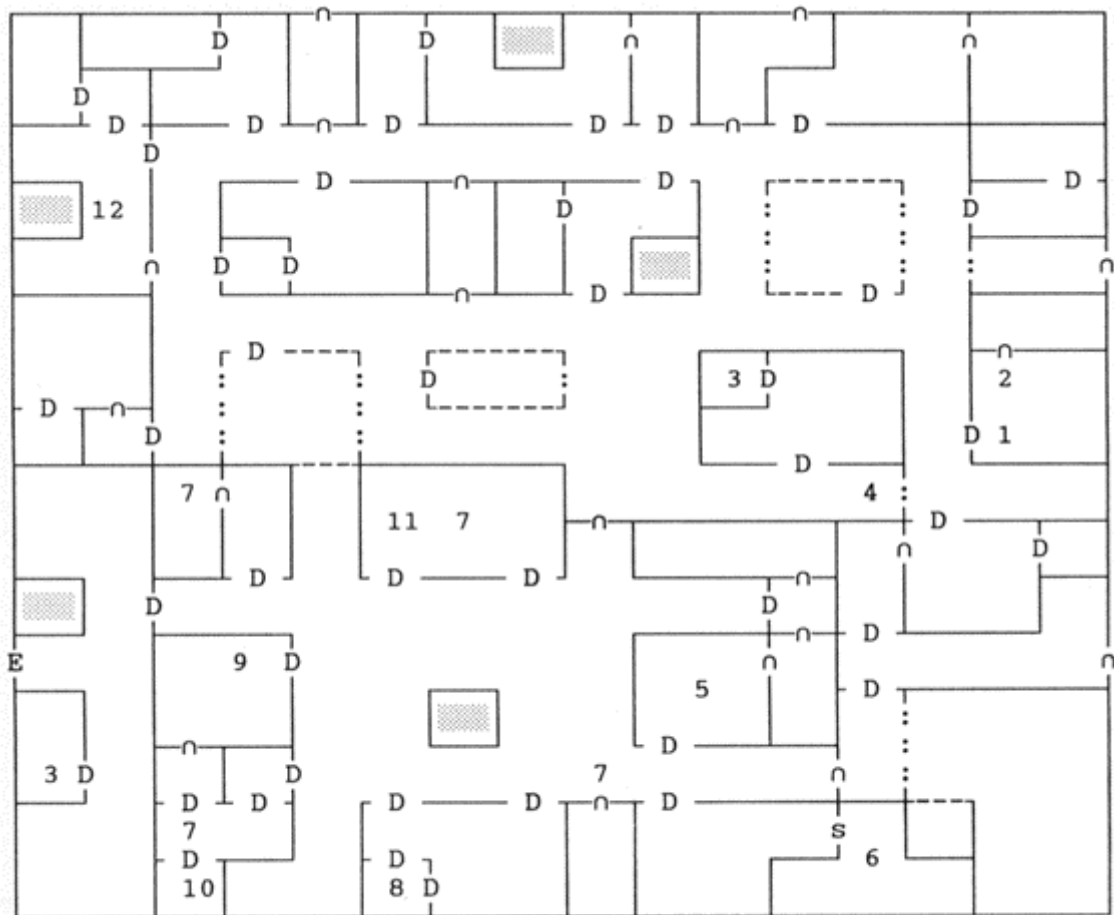 ∩ ∩
D D ∩ ∩
D
D D ∩ D D D ∩ D
D
D ∩ D D
12 D D
∩ D D ∩
∩ D D
D ∩
D 3 D 2
D ∩
D D 1
D
7 ∩ 4
11 7 ∩ D
∩ D
D D D ∩
D D
∩ D
E 9 D ∩ ∩
5 D
∩ D
3 D D 7 ∩
D D D D ∩ D
7 S
D D 6
10 8 D